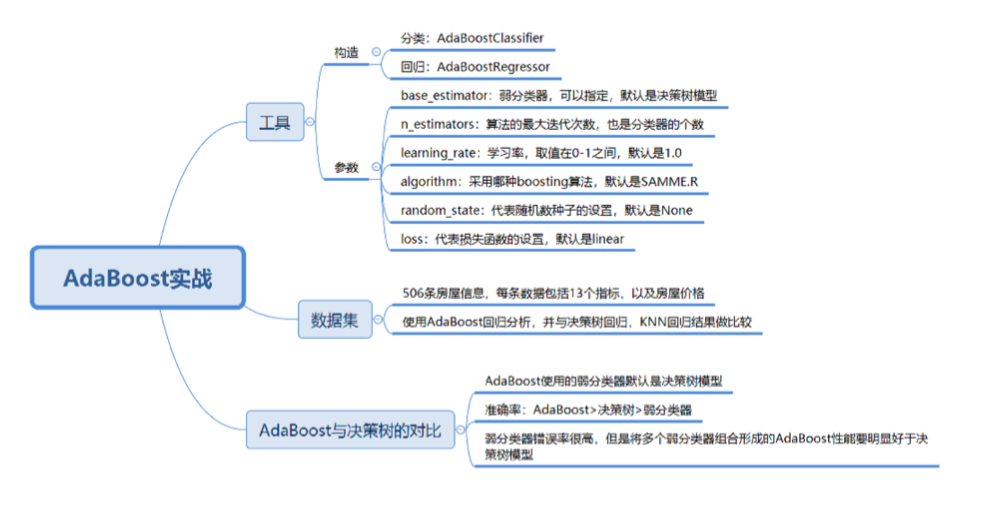 AdaBoost实战
工具
构造
分类：AdaBoostClassifier
回归：AdaBoostRegressor
参数
base_estimator：弱分类器，可以指定，默认是决策树模型
n_estimators：算法的最大迭代次数，也是分类器的个数
learning_rate：学习率，取值在0-1之间，默认是1.0
algorithm：采用哪种boosting算法，默认是SAMME.R
random_state：代表随机数种子的设置，默认是None
loss：代表损失函数的设置，默认是linear
数据集
506条房屋信息，每条数据包括13个指标，以及房屋价格
使用AdaBoost回归分析，并与决策树回归，KNN回归结果做比较
AdaBoost与决策树的对比
AdaBoost使用的弱分类器默认是决策树模型
准确率：AdaBoost>决策树>弱分类器
弱分类器错误率很高，但是将多个弱分类器组合形成的AdaBoost性能要明显好于决
策树模型